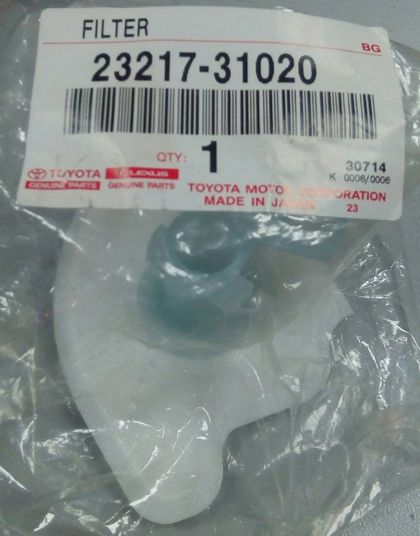 FILTER
BG
23217-31020
QTY: 1
30714
K 0006/0006
TOYOTA LEXUS
GENUINE PARTS GENUINE PARTS
TOYOTA MOTOR CORPORATION
MADE IN JAPAN 23